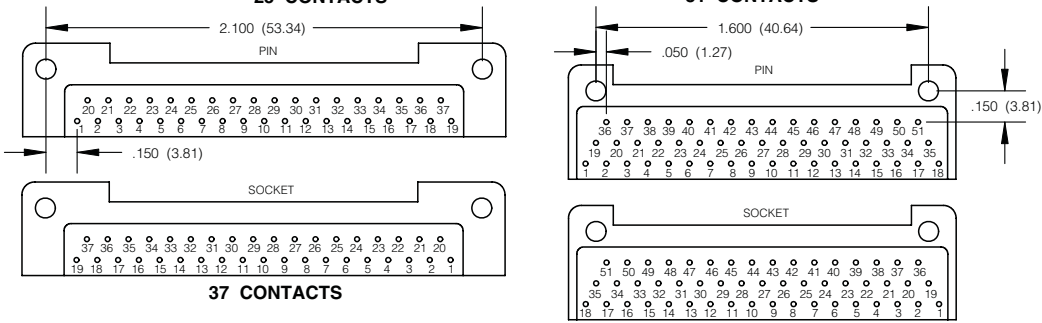 2.100 (53.34)
PIN
20 21 22 23 24 25 26 27 28 29 30 31 32 33 34 35 36 37
1 2 3 4 5 6 7 8 9 10 11 12 13 14 15 16 17 18 19
.150 (3.81)
SOCKET
37 36 35 34 33 32 31 30 29 28 27 26 25 24 23 22 21 20
19 18 17 16 15 14 13 12 11 10 9 8 7 6 5 4 3 2 1
37 CONTACTS
1.600 (40.64)
.050 (1.27)
PIN
.150 (3.81)
36 37 38 39 40 41 42 43 44 45 46 47 48 49 50 51
19 20 21 22 23 24 25 26 27 28 29 30 31 32 33 34 35
1 2 3 4 5 6 7 8 9 10 11 12 13 14 15 16 17 18
SOCKET
51 50 49 48 47 46 45 44 43 42 41 40 39 38 37 36
35 34 33 32 31 30 29 28 27 26 25 24 23 22 21 20 19
18 17 16 15 14 13 12 11 10 9 8 7 6 5 4 3 2 1